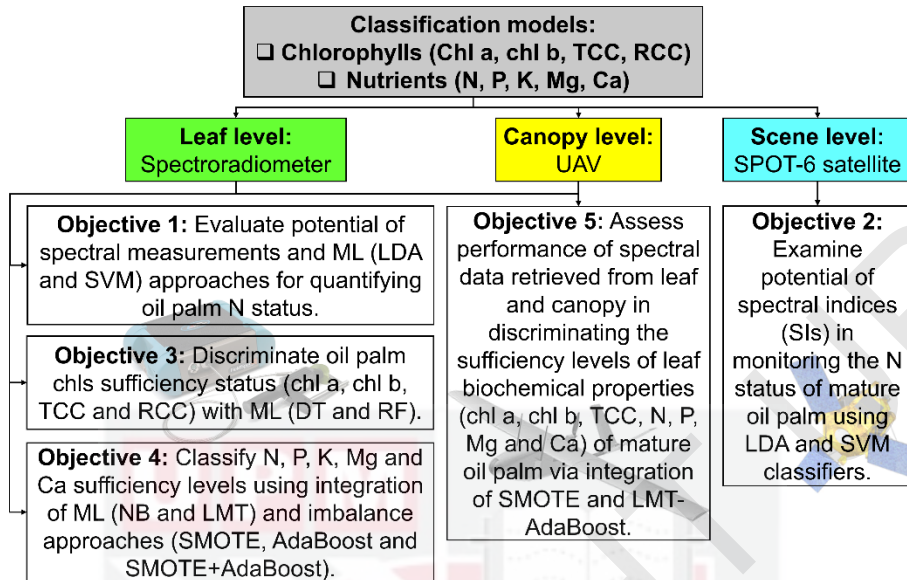 Classification models:
❑ Chlorophylls (Chl a, chl b, TCC, RCC)
❑ Nutrients (N, P, K, Mg, Ca)
Leaf level:
Spectroradiometer
Canopy level:
UAV
Scene level:
SPOT-6 satellite
Objective 1: Evaluate potential of
spectral measurements and ML (LDA
and SVM) approaches for quantifying
oil palm N status.
Objective 3: Discriminate oil palm
chls sufficiency status (chl a, chl b,
TCC and RCC) with ML (DT and RF).
Objective 4: Classify N, P, K, Mg and
Ca sufficiency levels using integration
of ML (NB and LMT) and imbalance
approaches (SMOTE, AdaBoost and
SMOTE+AdaBoost).
Objective 5: Assess
performance of spectral
data retrieved from leaf
and canopy in
discriminating the
sufficiency levels of leaf
biochemical properties
(chl a, chl b, TCC, N, P,
Mg and Ca) of mature
oil palm via integration
of SMOTE and LMT-
AdaBoost.
Objective 2:
Examine
potential of
spectral indices
(SIs) in
monitoring the N
status of mature
oil palm using
LDA and SVM
classifiers.